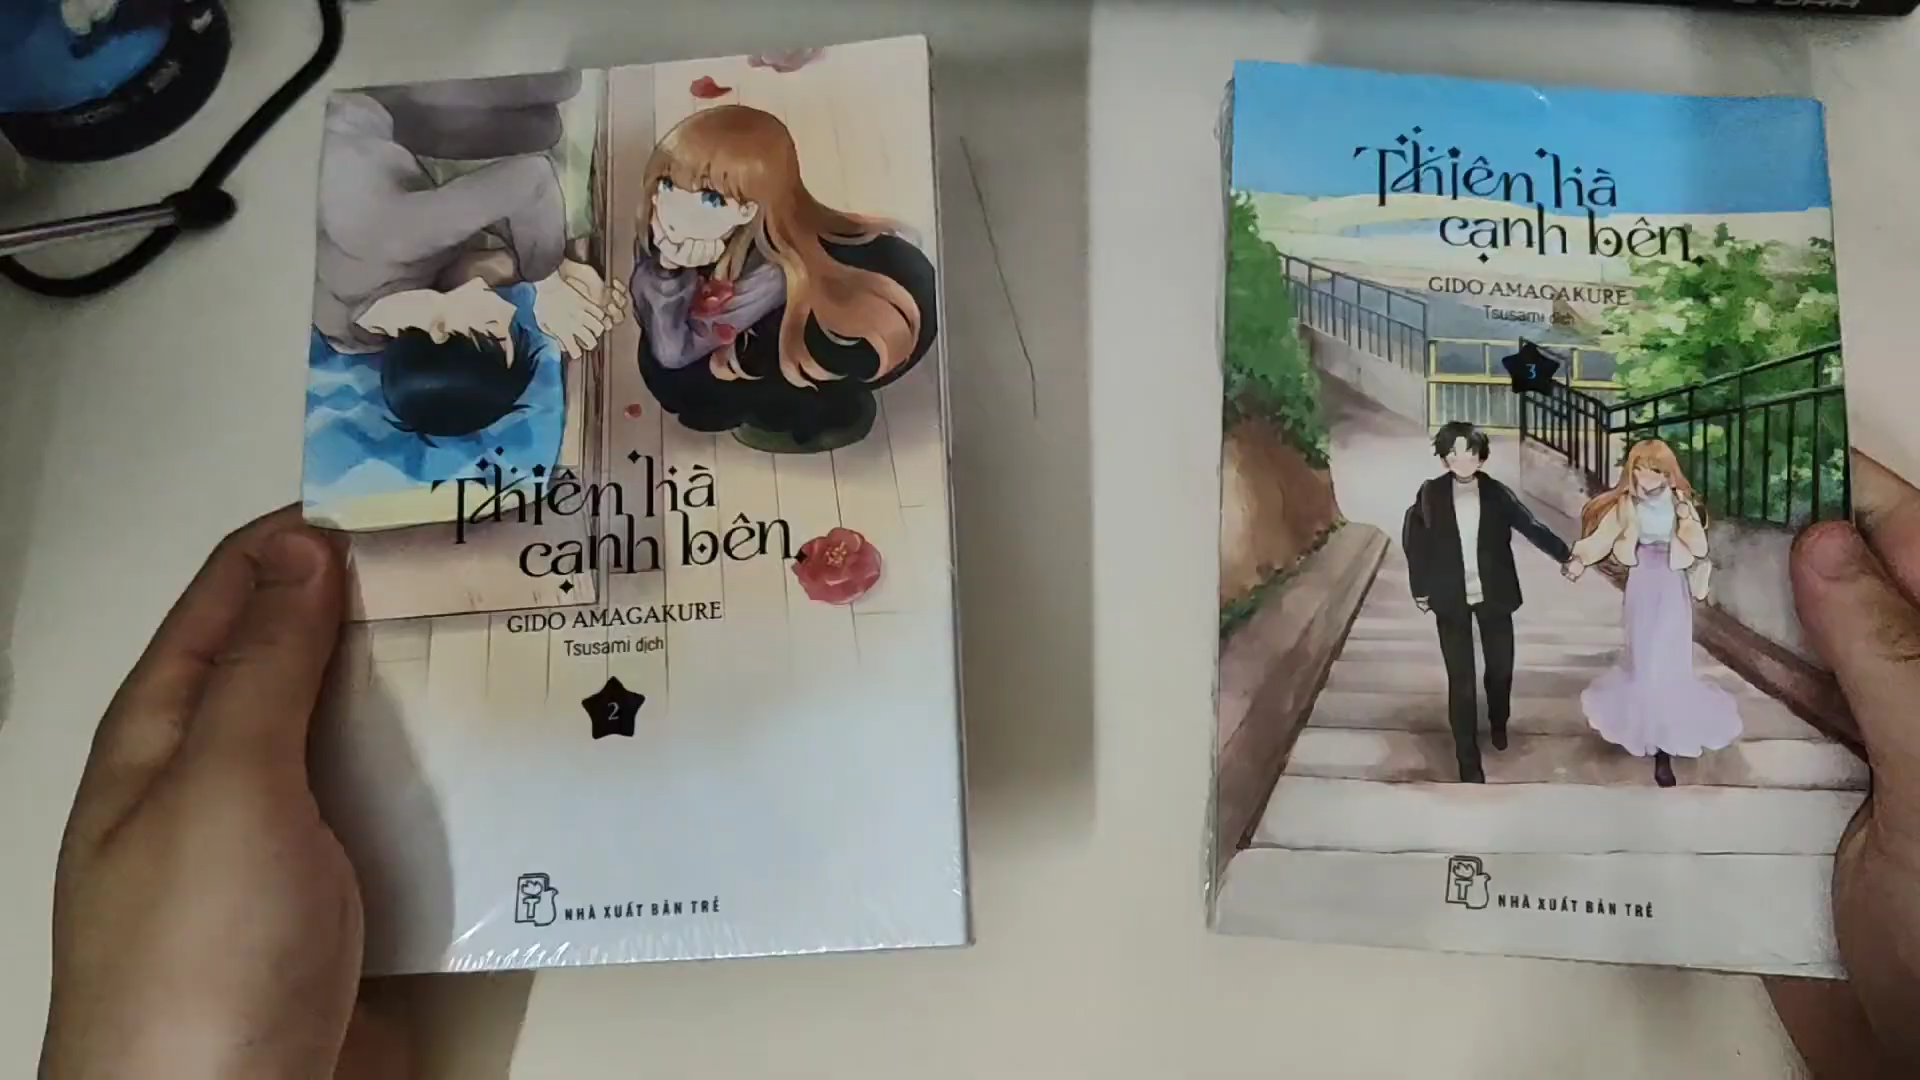 Thiên hà
cạnh bên
GIDO AMAGAKURE
Tsusami dịch
2
NHÀ XUẤT BẢN TRẺ
Thiên hà
cạnh bên
GIDO AMAGAKURE
Tsusami dịch
3
NHÀ XUẤT BẢN TRẺ